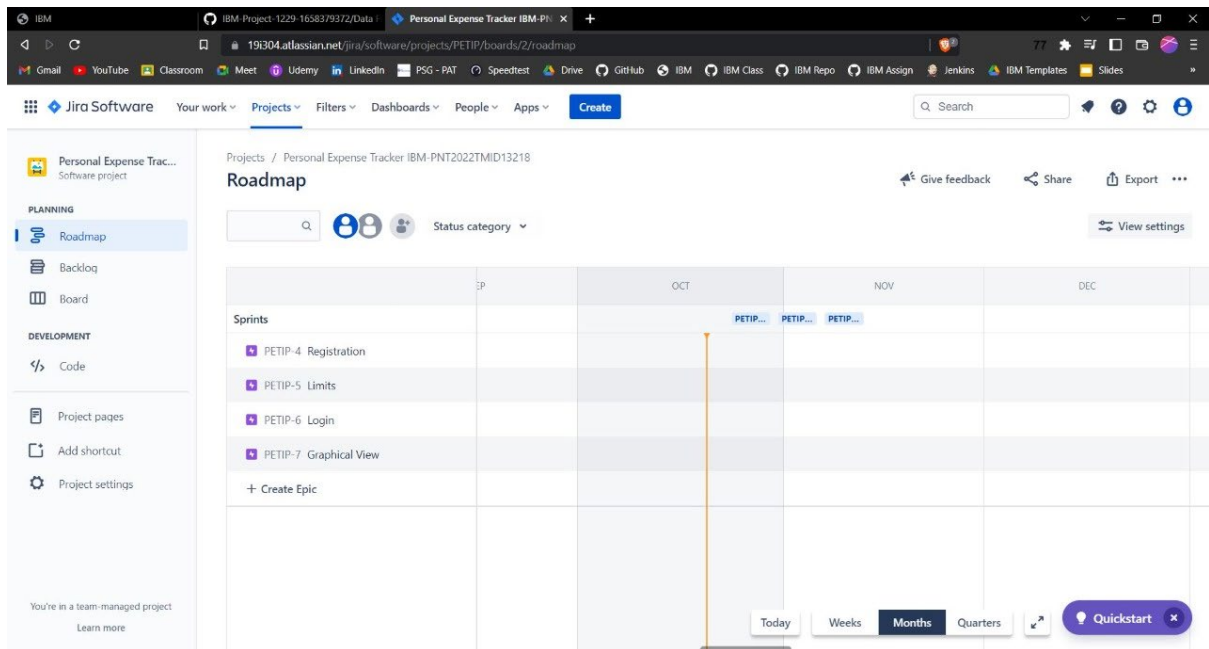 IBM
IBM-Project-1229-1658379372/Data F
Personal Expense Tracker IBM-PN
19i304.atlassian.net/jira/software/projects/PETIP/boards/2/roadmap
77
Gmail YouTube Classroom Meet Udemy LinkedIn PSG - PAT Speedtest Drive GitHub IBM IBM Class IBM Repo IBM Assign Jenkins IBM Templates Slides »
Jira Software Your work Projects Filters Dashboards People Apps Create Search
Personal Expense Trac...
Software project
PLANNING
Roadmap
Backlog
Board
DEVELOPMENT
Code
Project pages
Add shortcut
Project settings
You're in a team-managed project
Learn more
Projects / Personal Expense Tracker IBM-PNT2022TMID13218
Roadmap
Give feedback Share Export
Status category
View settings
EP OCT NOV DEC
Sprints PETIP... PETIP... PETIP...
PETIP-4 Registration
PETIP-5 Limits
PETIP-6 Login
PETIP-7 Graphical View
+ Create Epic
Today Weeks Months Quarters
Quickstart